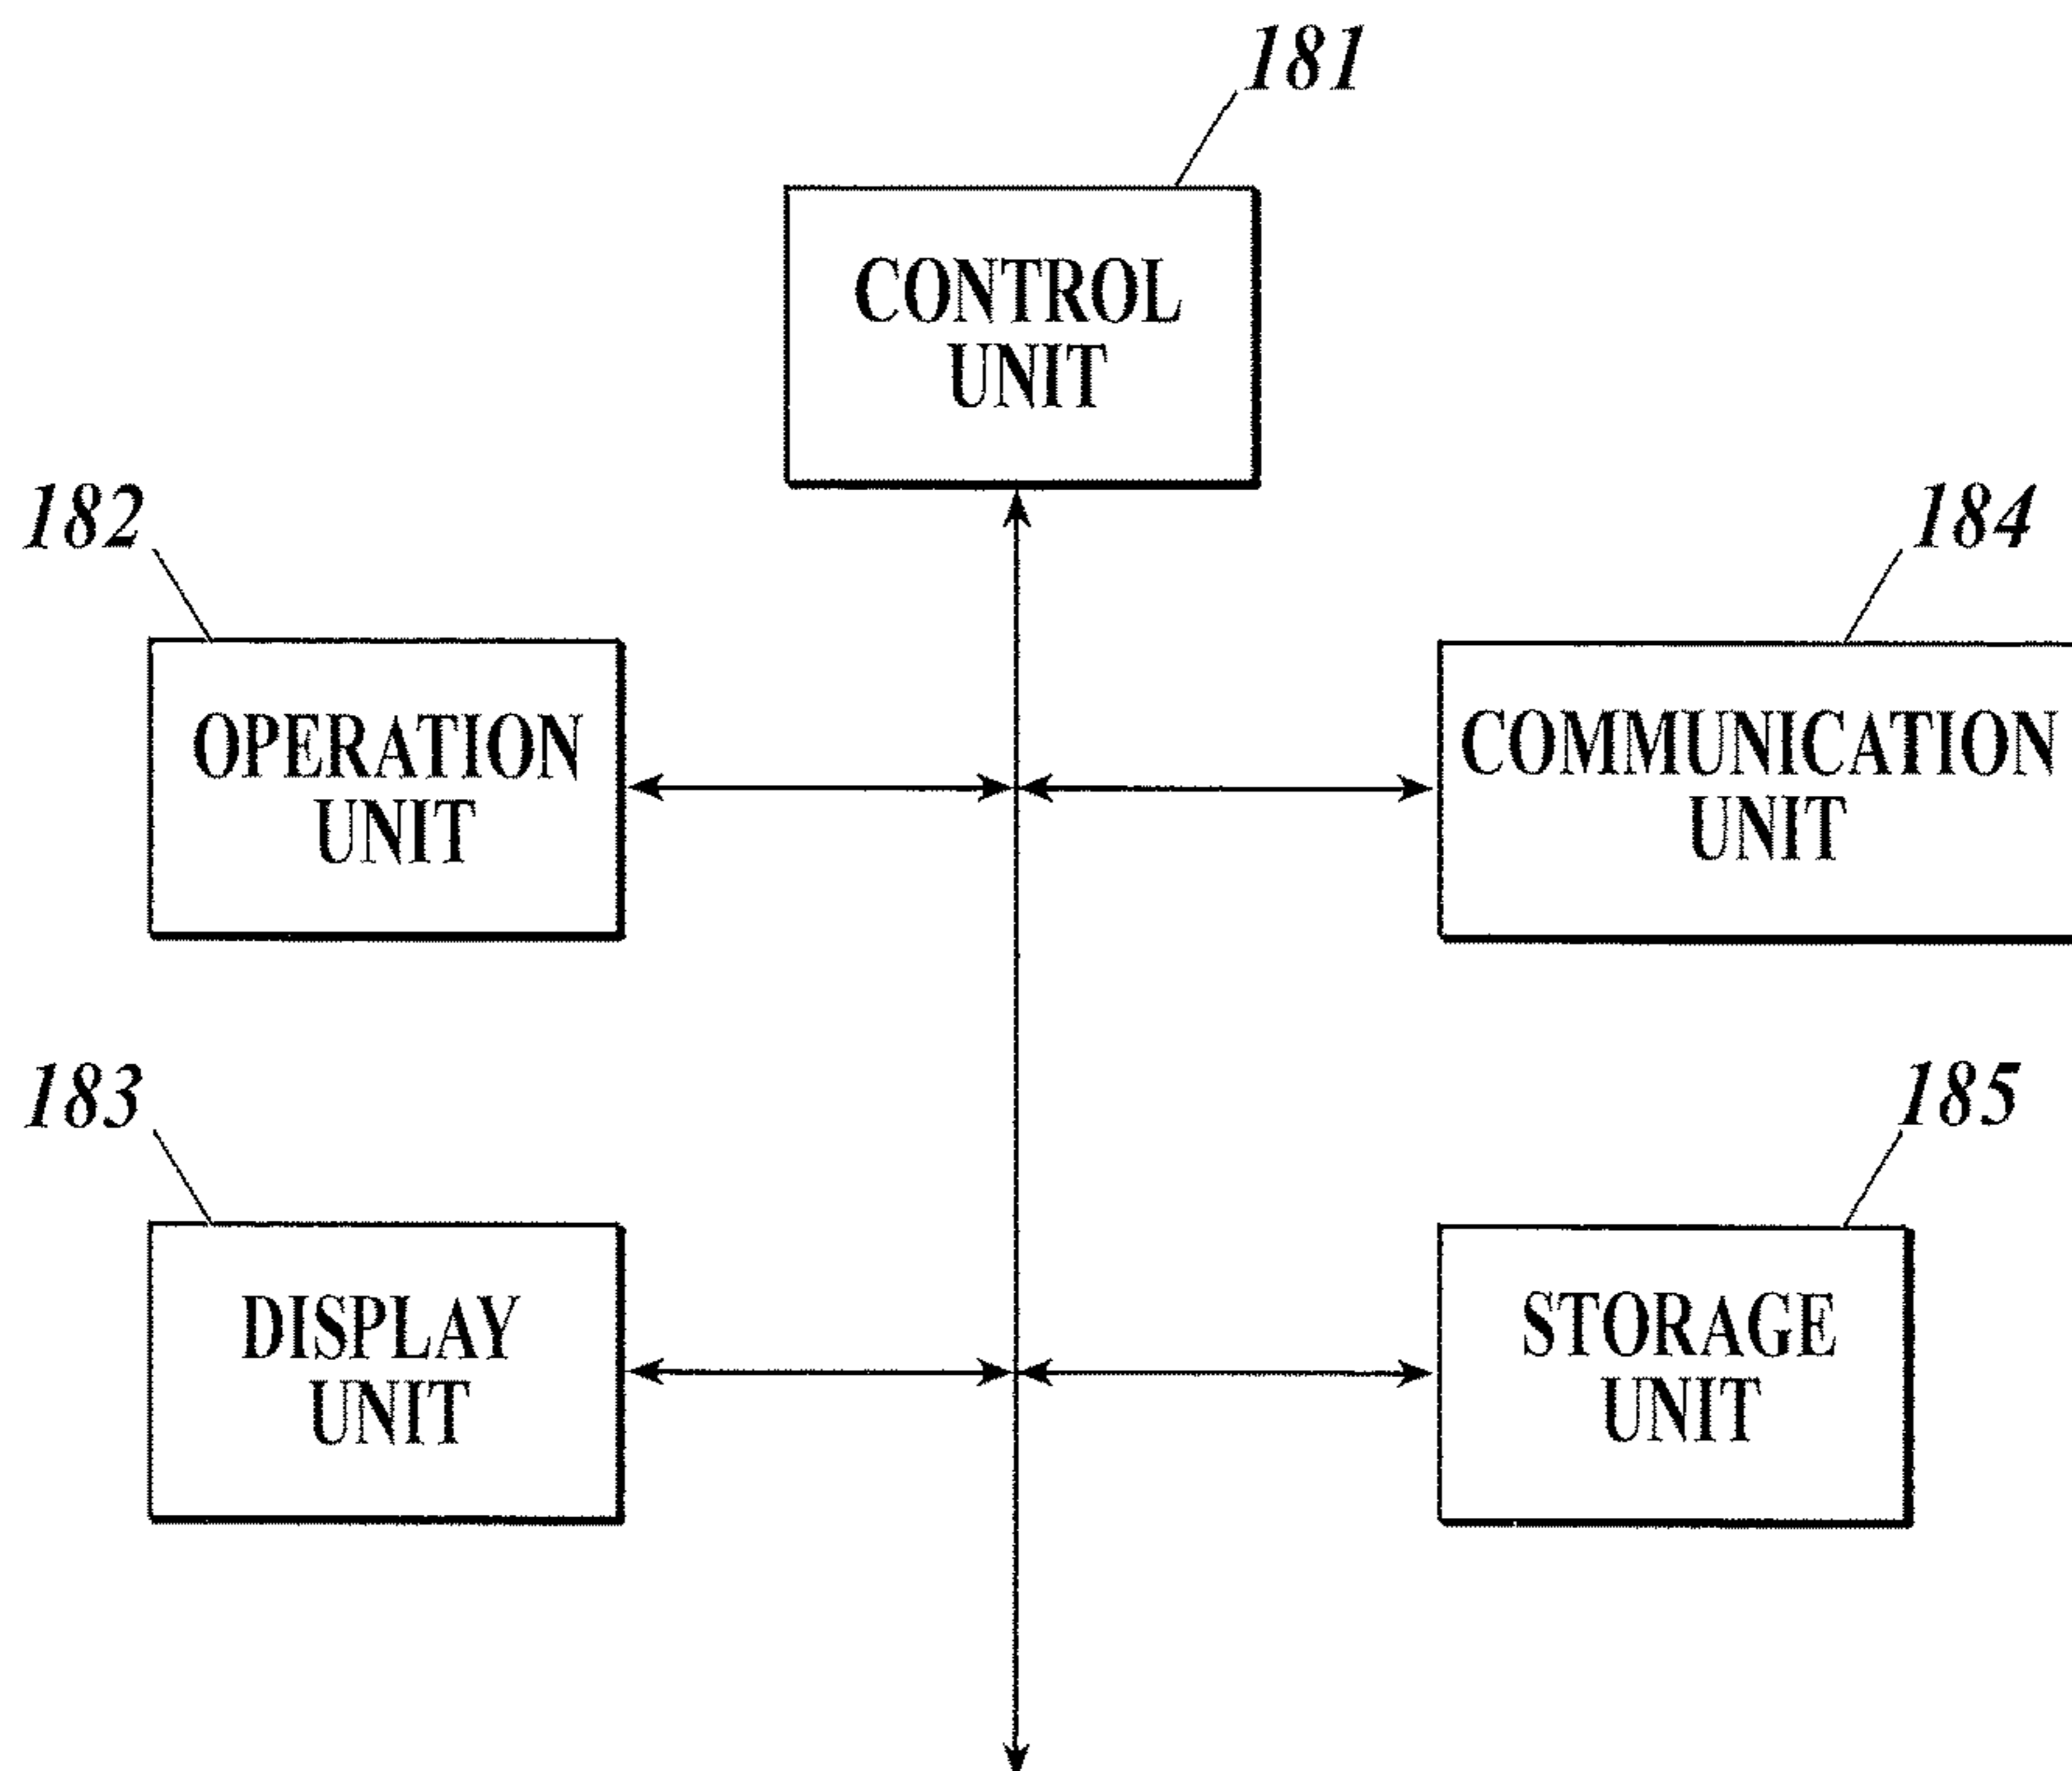 181
CONTROL
UNIT
182
184
OPERATION
UNIT
COMMUNICATION
UNIT
183
185
DISPLAY
UNIT
STORAGE
UNIT